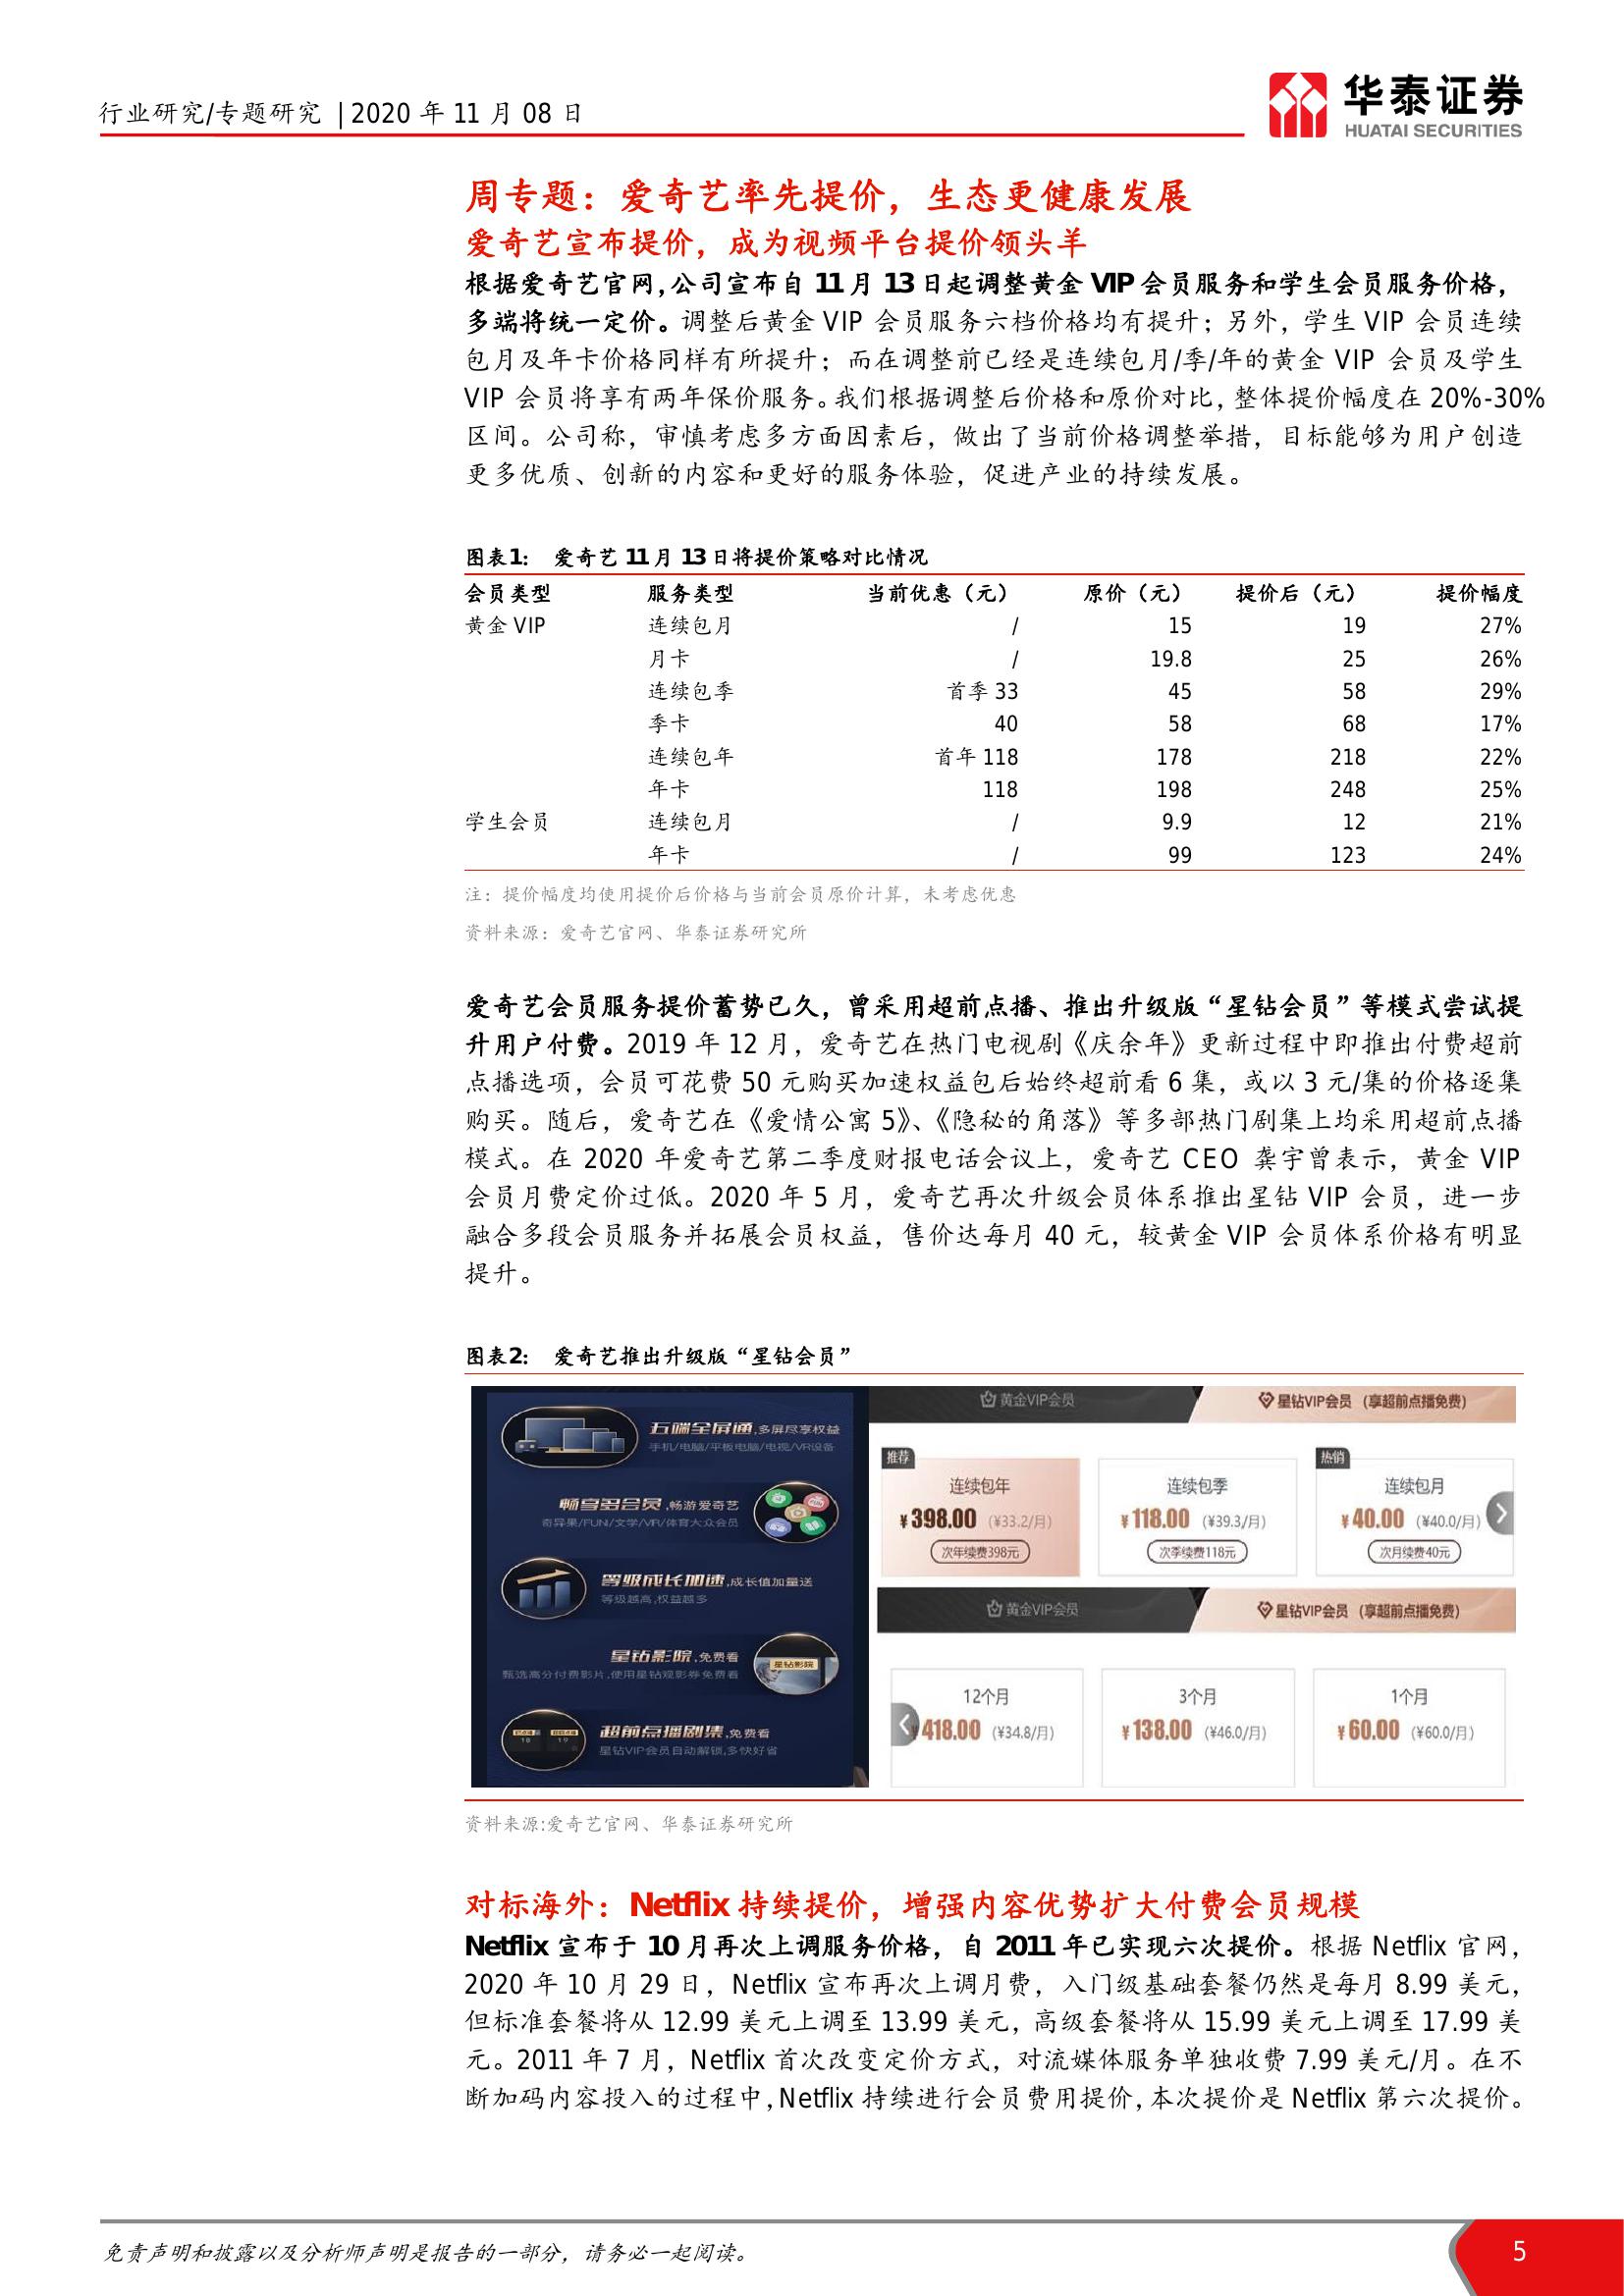 行业研究/专题研究 | 2020 年 11 月 08 日
华泰证券
HUATAI SECURITIES
周专题：爱奇艺率先提价，生态更健康发展
爱奇艺宣布提价，成为视频平台提价领头羊
根据爱奇艺官网，公司宣布自 11 月 13 日起调整黄金 VIP 会员服务和学生会员服务价格，
多端将统一定价。调整后黄金 VIP 会员服务六档价格均有提升；另外，学生 VIP 会员连续
包月及年卡价格同样有所提升；而在调整前已经是连续包月/季/年的黄金 VIP 会员及学生
VIP 会员将享有两年保价服务。我们根据调整后价格和原价对比，整体提价幅度在 20%-30%
区间。公司称，审慎考虑多方面因素后，做出了当前价格调整举措，目标能够为用户创造
更多优质、创新的内容和更好的服务体验，促进产业的持续发展。
图表1： 爱奇艺 11 月 13 日将提价策略对比情况
会员类型 服务类型 当前优惠（元） 原价（元） 提价后（元） 提价幅度
黄金 VIP 连续包月 / 15 19 27%
月卡 / 19.8 25 26%
连续包季 首季 33 45 58 29%
季卡 40 58 68 17%
连续包年 首年 118 178 218 22%
年卡 118 198 248 25%
学生会员 连续包月 / 9.9 12 21%
年卡 / 99 123 24%
注：提价幅度均使用提价后价格与当前会员原价计算，未考虑优惠
资料来源：爱奇艺官网、华泰证券研究所
爱奇艺会员服务提价蓄势已久，曾采用超前点播、推出升级版“星钻会员”等模式尝试提
升用户付费。2019 年 12 月，爱奇艺在热门电视剧《庆余年》更新过程中即推出付费超前
点播选项，会员可花费 50 元购买加速权益包后始终超前看 6 集，或以 3 元/集的价格逐集
购买。随后，爱奇艺在《爱情公寓 5》、《隐秘的角落》等多部热门剧集上均采用超前点播
模式。在 2020 年爱奇艺第二季度财报电话会议上，爱奇艺 CEO 龚宇曾表示，黄金 VIP
会员月费定价过低。2020 年 5 月，爱奇艺再次升级会员体系推出星钻 VIP 会员，进一步
融合多段会员服务并拓展会员权益，售价达每月 40 元，较黄金 VIP 会员体系价格有明显
提升。
图表2： 爱奇艺推出升级版“星钻会员”
五端全屏通,多屏尽享权益
手机/电脑/平板电脑/电视/VR设备
畅享多会员,畅游爱奇艺
奇异果/FUN/文学/VR/体育大众会员
等级成长加速,成长值加量送
等级越高,权益越多
星钻影院,免费看
甄选高分付费影片,使用星钻观影券免费看
星钻影院
超前点播剧集,免费看
星钻VIP会员自动解锁,多快好省
黄金VIP会员 星钻VIP会员（享超前点播免费）
推荐 热销
连续包年 连续包季 连续包月
¥398.00 (¥33.2/月) ¥118.00 (¥39.3/月) ¥40.00 (¥40.0/月)
次年续费398元 次季续费118元 次月续费40元
黄金VIP会员 星钻VIP会员（享超前点播免费）
12个月 3个月 1个月
¥418.00 (¥34.8/月) ¥138.00 (¥46.0/月) ¥60.00 (¥60.0/月)
资料来源:爱奇艺官网、华泰证券研究所
对标海外：Netflix 持续提价，增强内容优势扩大付费会员规模
Netflix 宣布于 10 月再次上调服务价格，自 2011 年已实现六次提价。根据 Netflix 官网，
2020 年 10 月 29 日，Netflix 宣布再次上调月费，入门级基础套餐仍然是每月 8.99 美元，
但标准套餐将从 12.99 美元上调至 13.99 美元，高级套餐将从 15.99 美元上调至 17.99 美
元。2011 年 7 月，Netflix 首次改变定价方式，对流媒体服务单独收费 7.99 美元/月。在不
断加码内容投入的过程中，Netflix 持续进行会员费用提价，本次提价是 Netflix 第六次提价。
免责声明和披露以及分析师声明是报告的一部分，请务必一起阅读。
5